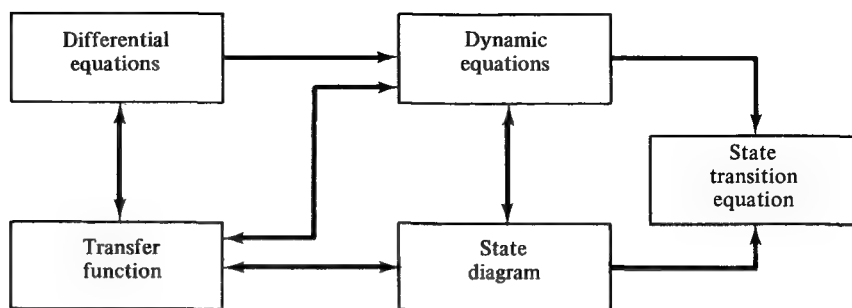 Differential
equations
Dynamic
equations
State
transition
equation
Transfer
function
State
diagram